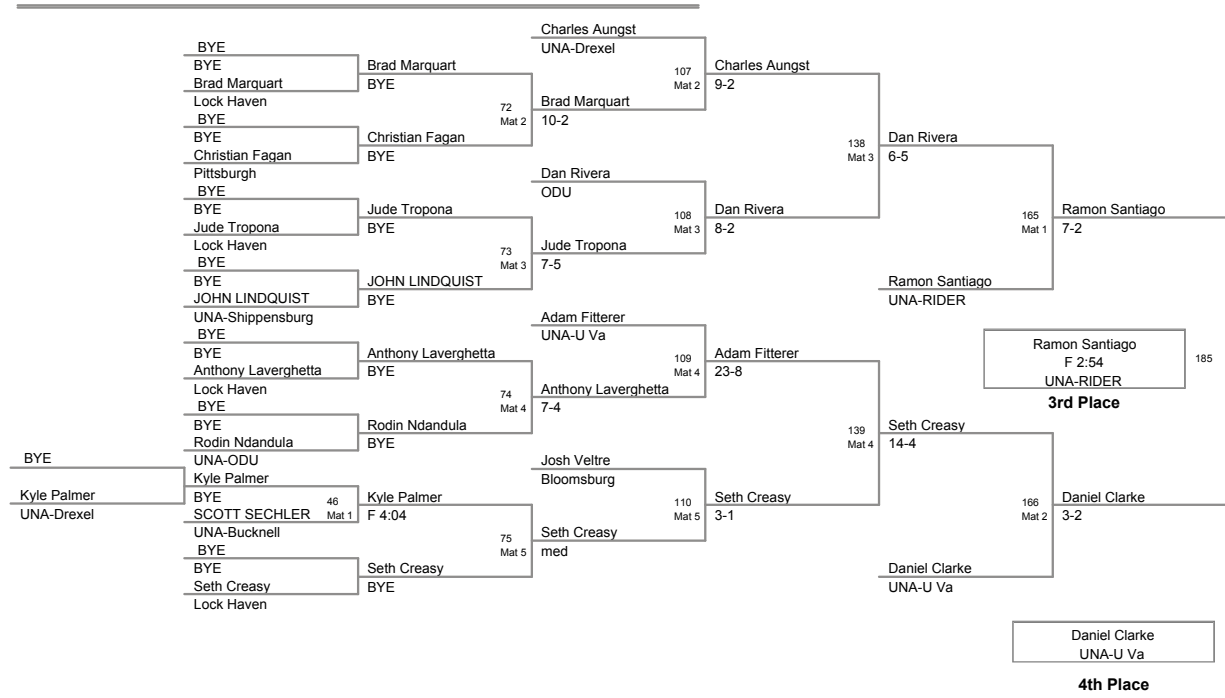 Charles Aungst
UNA-Drexel
BYE
BYE
Brad Marquart
Lock Haven
BYE
BYE
Christian Fagan
Pittsburgh
BYE
BYE
Jude Tropona
Lock Haven
BYE
BYE
JOHN LINDQUIST
UNA-Shippensburg
BYE
BYE
Anthony Laverghetta
Lock Haven
BYE
BYE
Rodin Ndandula
UNA-ODU
BYE
Kyle Palmer
UNA-Drexel
Kyle Palmer
BYE
SCOTT SECHLER
UNA-Bucknell
BYE
BYE
Seth Creasy
Lock Haven
Brad Marquart
BYE
Christian Fagan
BYE
Jude Tropona
BYE
JOHN LINDQUIST
BYE
Anthony Laverghetta
BYE
Rodin Ndandula
BYE
46
Mat 1
Kyle Palmer
F 4:04
Seth Creasy
BYE
72
Mat 2
Brad Marquart
10-2
Dan Rivera
ODU
73
Mat 3
Jude Tropona
7-5
Adam Fitterer
UNA-U Va
74
Mat 4
Anthony Laverghetta
7-4
Josh Veltre
Bloomsburg
75
Mat 5
Seth Creasy
med
107
Mat 2
Charles Aungst
9-2
108
Mat 3
Dan Rivera
8-2
109
Mat 4
Adam Fitterer
23-8
110
Mat 5
Seth Creasy
3-1
138
Mat 3
Dan Rivera
6-5
Ramon Santiago
UNA-RIDER
139
Mat 4
Seth Creasy
14-4
Daniel Clarke
UNA-U Va
165
Mat 1
Ramon Santiago
7-2
166
Mat 2
Daniel Clarke
3-2
Ramon Santiago
F 2:54
UNA-RIDER
185
3rd Place
Daniel Clarke
UNA-U Va
4th Place